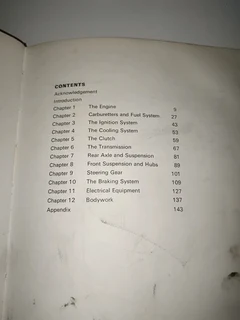 CONTENTS
Acknowledgement
Introduction
Chapter 1 The Engine
Chapter 2 Carburetters and Fuel System 27
Chapter 3 The Ignition System 43
Chapter 4 The Cooling System 53
Chapter 5 The Clutch 59
Chapter 6 The Transmission 67
Chapter 7 Rear Axle and Suspension 81
Chapter 8 Front Suspension and Hubs
Chapter 9 Steering Gear 101
Chapter 10 The Braking System 109
Chapter 11 Electrical Equipment 127
Chapter 12 Bodywork 137
Appendix 143